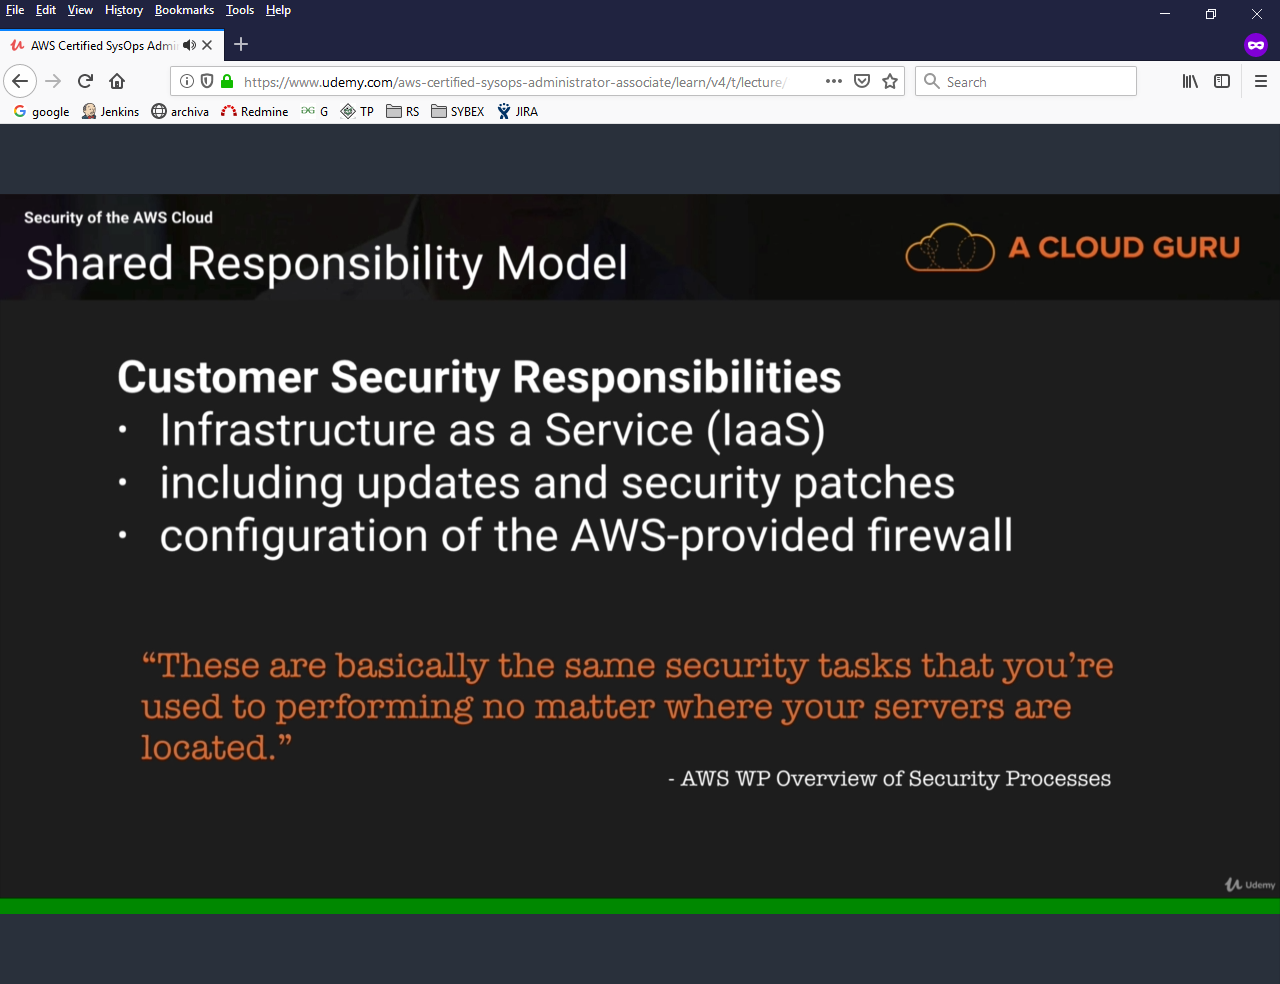 File Edit View History Bookmarks Tools Help
AWS Certified SysOps Admi
https://www.udemy.com/aws-certified-sysops-administrator-associate/learn/v4/t/lecture/
Search
google Jenkins archiva Redmine G TP RS SYBEX JIRA
Security of the AWS Cloud
Shared Responsibility Model
A CLOUD GURU
Customer Security Responsibilities
• Infrastructure as a Service (IaaS)
• including updates and security patches
• configuration of the AWS-provided firewall
“These are basically the same security tasks that you’re
used to performing no matter where your servers are
located.”
- AWS WP Overview of Security Processes
Udemy